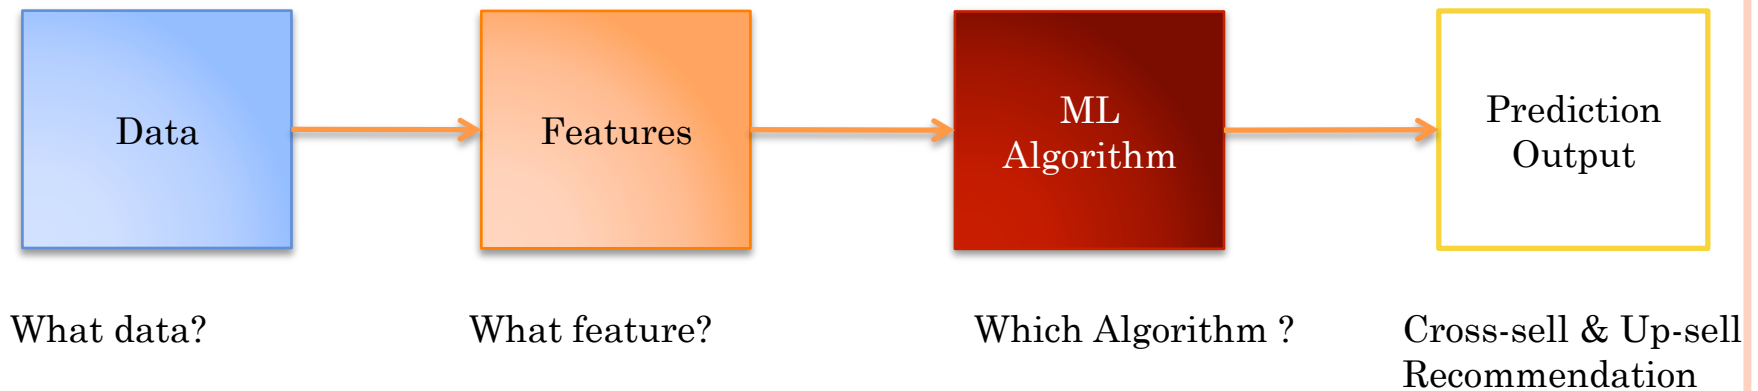 Data
Features
ML
Algorithm
Prediction
Output
What data?
What feature?
Which Algorithm ?
Cross-sell & Up-sell
Recommendation